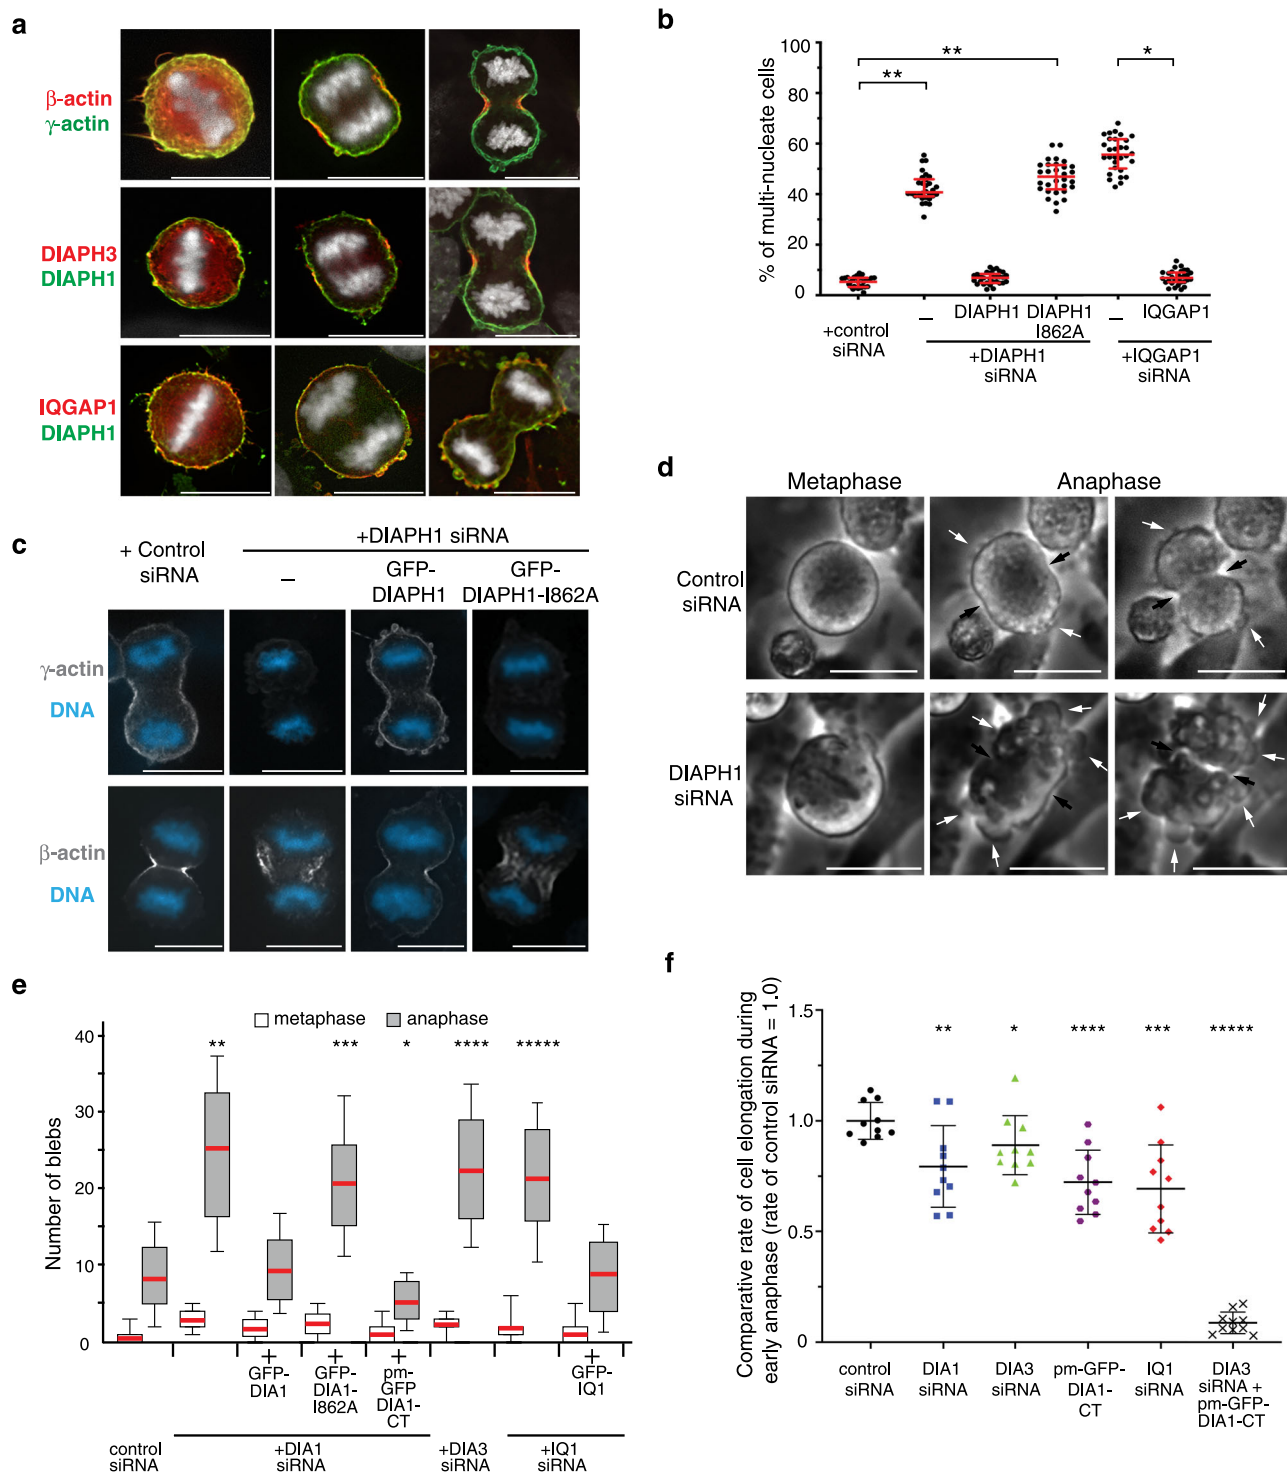 a
β-actin
γ-actin
DIAPH3
DIAPH1
IQGAP1
DIAPH1
b
% of multi-nucleate cells
100
80
60
40
20
0
**
**
*
+control
siRNA
–
DIAPH1
DIAPH1
I862A
+DIAPH1
siRNA
–
IQGAP1
+IQGAP1
siRNA
c
+ Control
siRNA
+DIAPH1 siRNA
–
GFP-
DIAPH1
GFP-
DIAPH1-I862A
γ-actin
DNA
β-actin
DNA
d
Metaphase
Anaphase
Control
siRNA
DIAPH1
siRNA
e
metaphase
anaphase
Number of blebs
40
30
20
10
0
**
***
*
****
*****
+
GFP-
DIA1
+
GFP-
DIA1-
I862A
+
pm-
GFP
DIA1-
CT
+
GFP-
IQ1
control
siRNA
+DIA1
siRNA
+DIA3
siRNA
+IQ1
siRNA
f
Comparative rate of cell elongation during
early anaphase (rate of control siRNA = 1.0)
1.5
1.0
0.5
0
**
*
****
***
*****
control
siRNA
DIA1
siRNA
DIA3
siRNA
pm-GFP-
DIA1-
CT
IQ1
siRNA
DIA3
siRNA +
pm-GFP-
DIA1-CT